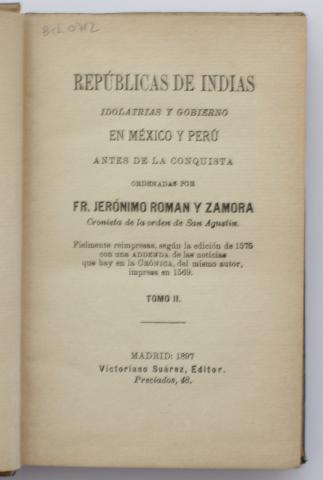 REPÚBLICAS DE INDIAS
IDOLATRIAS Y GOBIERNO
EN MÉXICO Y PERÚ
ANTES DE LA CONQUISTA
ORDENADAS POR
FR. JERÓNIMO ROMAN Y ZAMORA
Cronista de la orden de San Agustín.
Fielmente reimpresas, según la edición de 1575
con una ADDENDA de las noticias
que hay en la CRÓNICA, del mismo autor,
impresa en 1569.
TOMO II.
MADRID: 1897
Victoriano Suárez, Editor.
Preciados, 48.